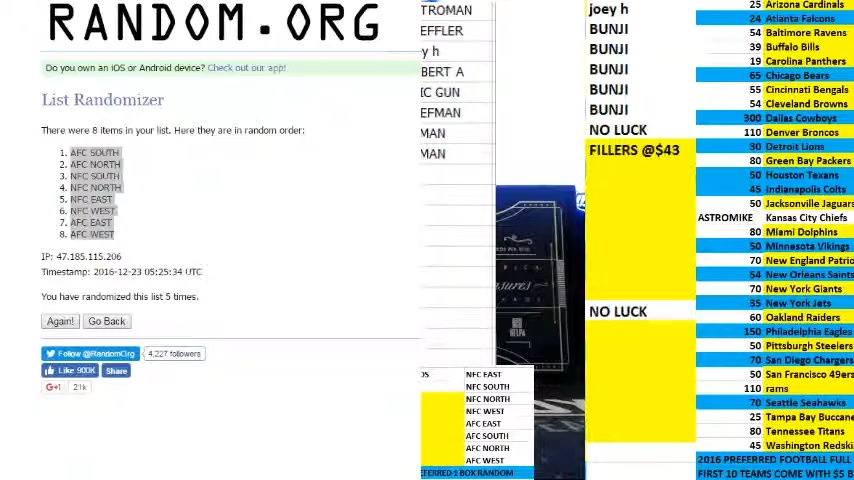 RANDOM.ORG
Do you own an iOS or Android device? Check out our app!
List Randomizer
There were 8 items in your list. Here they are in random order:
1. AFC SOUTH
2. AFC NORTH
3. NFC SOUTH
4. NFC NORTH
5. NFC EAST
6. NFC WEST
7. AFC EAST
8. AFC WEST
IP: 47.185.115.206
Timestamp: 2016-12-23 05:25:34 UTC
You have randomized this list 5 times.
Again! Go Back
Follow @RandomOrg 4,227 followers
Like 900K Share
G+1 21k
TROMAN
EFFLER
y h
BERT A
IC GUN
EFMAN
MAN
MAN
OS
NFC EAST
NFC SOUTH
NFC NORTH
NFC WEST
AFC EAST
AFC SOUTH
AFC NORTH
AFC WEST
EFERRED 1 BOX RANDOM
joey h
BUNJI
BUNJI
BUNJI
BUNJI
BUNJI
NO LUCK
FILLERS @$43
NO LUCK
25 Arizona Cardinals
24 Atlanta Falcons
54 Baltimore Ravens
39 Buffalo Bills
19 Carolina Panthers
65 Chicago Bears
55 Cincinnati Bengals
54 Cleveland Browns
300 Dallas Cowboys
110 Denver Broncos
30 Detroit Lions
80 Green Bay Packers
50 Houston Texans
45 Indianapolis Colts
50 Jacksonville Jaguars
ASTROMIKE Kansas City Chiefs
80 Miami Dolphins
50 Minnesota Vikings
70 New England Patrio
54 New Orleans Saints
70 New York Giants
35 New York Jets
60 Oakland Raiders
150 Philadelphia Eagles
50 Pittsburgh Steelers
70 San Diego Chargers
50 San Francisco 49ers
110 rams
70 Seattle Seahawks
25 Tampa Bay Buccane
80 Tennessee Titans
45 Washington Redski
2016 PREFERRED FOOTBALL FULL
FIRST 10 TEAMS COME WITH $5 B